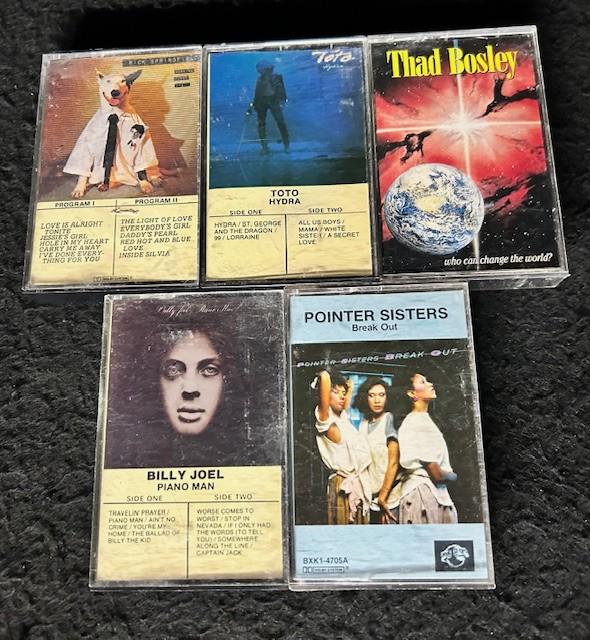 RICK SPRINGFIELD
PROGRAM I
LOVE IS ALRIGHT
TONITE
JESSIE'S GIRL
HOLE IN MY HEART
CARRY ME AWAY
I'VE DONE EVERY-
THING FOR YOU
PROGRAM II
THE LIGHT OF LOVE
EVERYBODY'S GIRL
DADDY'S PEARL
RED HOT AND BLUE
LOVE
INSIDE SILVIA
Toto
TOTO
HYDRA
SIDE ONE
HYDRA / ST. GEORGE
AND THE DRAGON /
99 / LORRAINE
SIDE TWO
ALL US BOYS /
MAMA / WHITE
SISTER / A SECRET
LOVE
Thad Bosley
who can change the world?
Billy Joel Piano Man
BILLY JOEL
PIANO MAN
SIDE ONE
TRAVELIN' PRAYER /
PIANO MAN / AIN'T NO
CRIME / YOU'RE MY
HOME / THE BALLAD OF
BILLY THE KID
SIDE TWO
WORSE COMES TO
WORST / STOP IN
NEVADA / IF I ONLY HAD
THE WORDS (TO TELL
YOU) / SOMEWHERE
ALONG THE LINE /
CAPTAIN JACK
POINTER SISTERS
Break Out
POINTER SISTERS BREAK OUT
BXK1-4705A
DOLBY SYSTEM